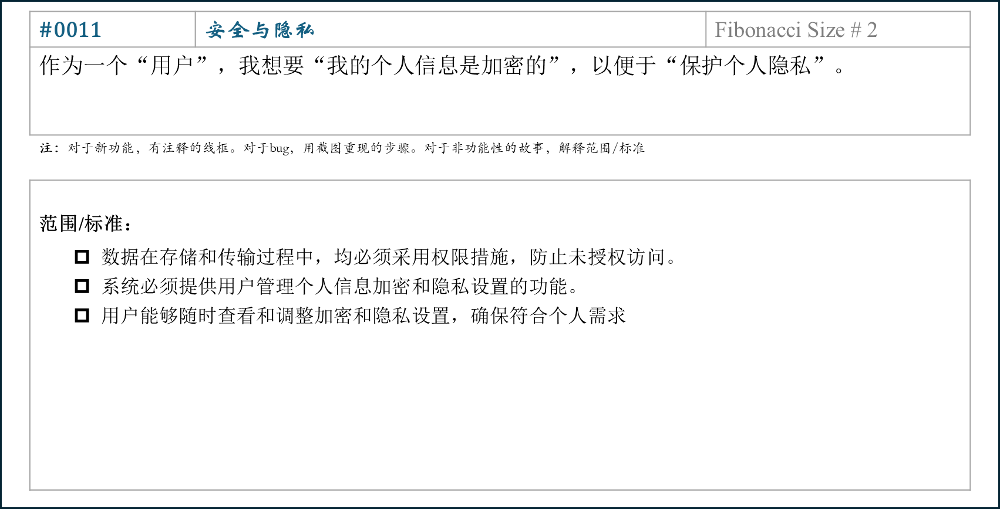 #0011
安全与隐私
Fibonacci Size # 2
作为一个“用户”，我想要“我的个人信息是加密的”，以便于“保护个人隐私”。
注：对于新功能，有注释的线框。对于bug，用截图重现的步骤。对于非功能性的故事，解释范围/标准
范围/标准：
数据在存储和传输过程中，均必须采用权限措施，防止未授权访问。
系统必须提供用户管理个人信息加密和隐私设置的功能。
用户能够随时查看和调整加密和隐私设置，确保符合个人需求